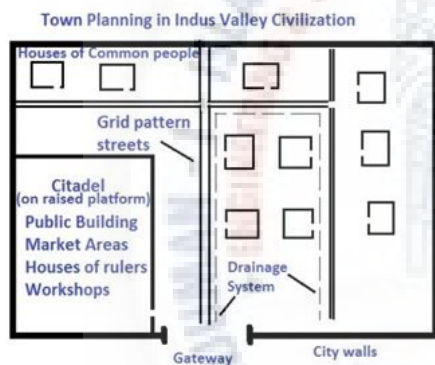 Town Planning in Indus Valley Civilization
Houses of Common people
Grid pattern
streets
Citadel
(on raised platform)
Public Building
Market Areas
Houses of rulers
Workshops
Drainage
System
Gateway
City walls